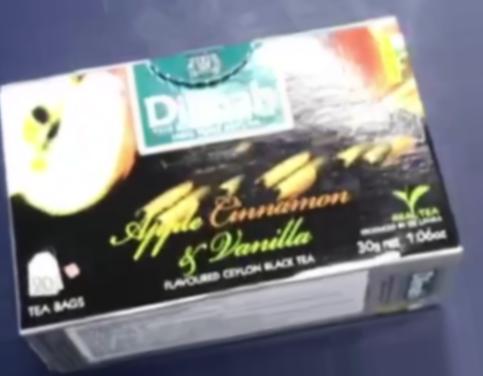 Dilmah
Apple Cinnamon
& Vanilla
FLAVOURED CEYLON BLACK TEA
REAL TEA
30g net 1.06oz
20
TEA BAGS